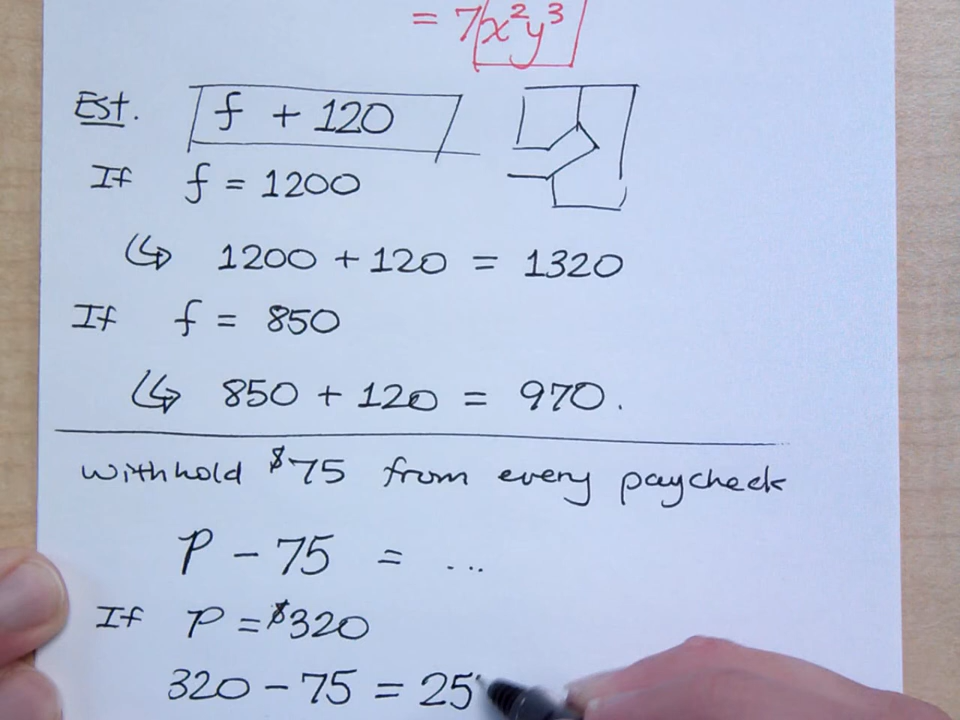 = 7x²y³
Est. f + 120
If f = 1200
↳ 1200 + 120 = 1320
If f = 850
↳ 850 + 120 = 970.
withhold $75 from every paycheck
P - 75 = ...
If P = $320
320 - 75 = 25